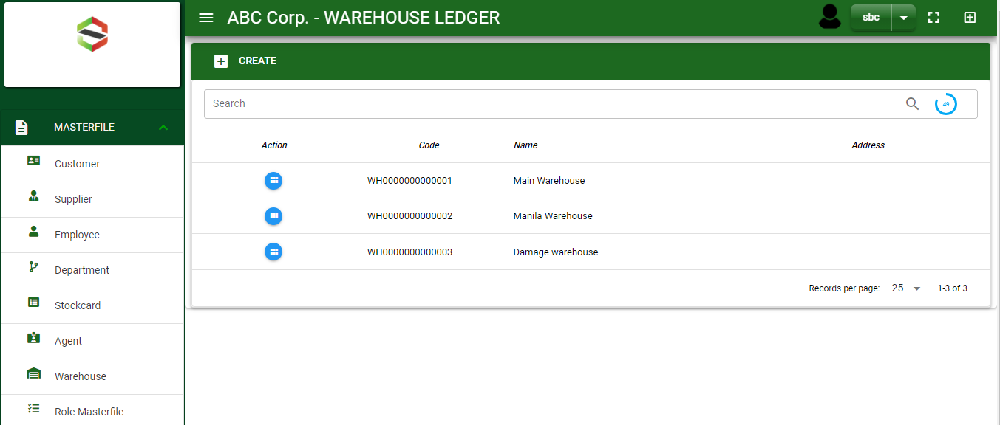 ABC Corp. - WAREHOUSE LEDGER
sbc
CREATE
Search
49
MASTERFILE
Customer
Supplier
Employee
Department
Stockcard
Agent
Warehouse
Role Masterfile
Action Code Name Address
WH0000000000001 Main Warehouse
WH0000000000002 Manila Warehouse
WH0000000000003 Damage warehouse
Records per page: 25 1-3 of 3